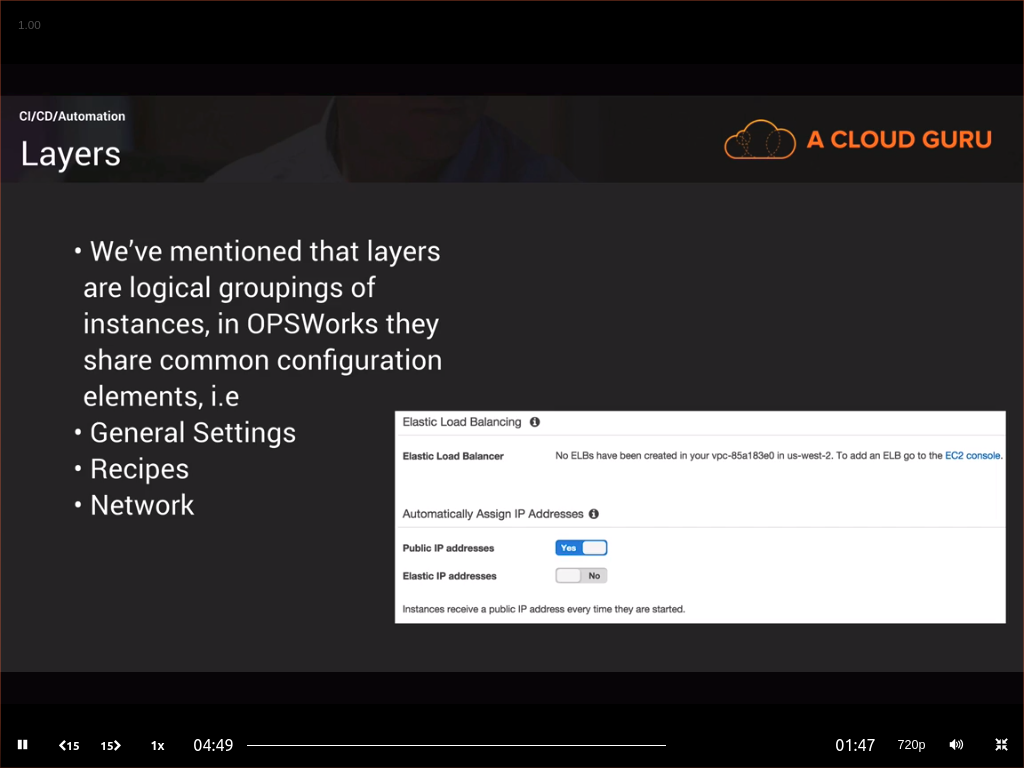 1.00
CI/CD/Automation
Layers
A CLOUD GURU
• We’ve mentioned that layers
are logical groupings of
instances, in OPSWorks they
share common configuration
elements, i.e
• General Settings
• Recipes
• Network
Elastic Load Balancing
Elastic Load Balancer No ELBs have been created in your vpc-85a183e0 in us-west-2. To add an ELB go to the EC2 console.
Automatically Assign IP Addresses
Public IP addresses Yes
Elastic IP addresses No
Instances receive a public IP address every time they are started.
15 15 1x 04:49 01:47 720p